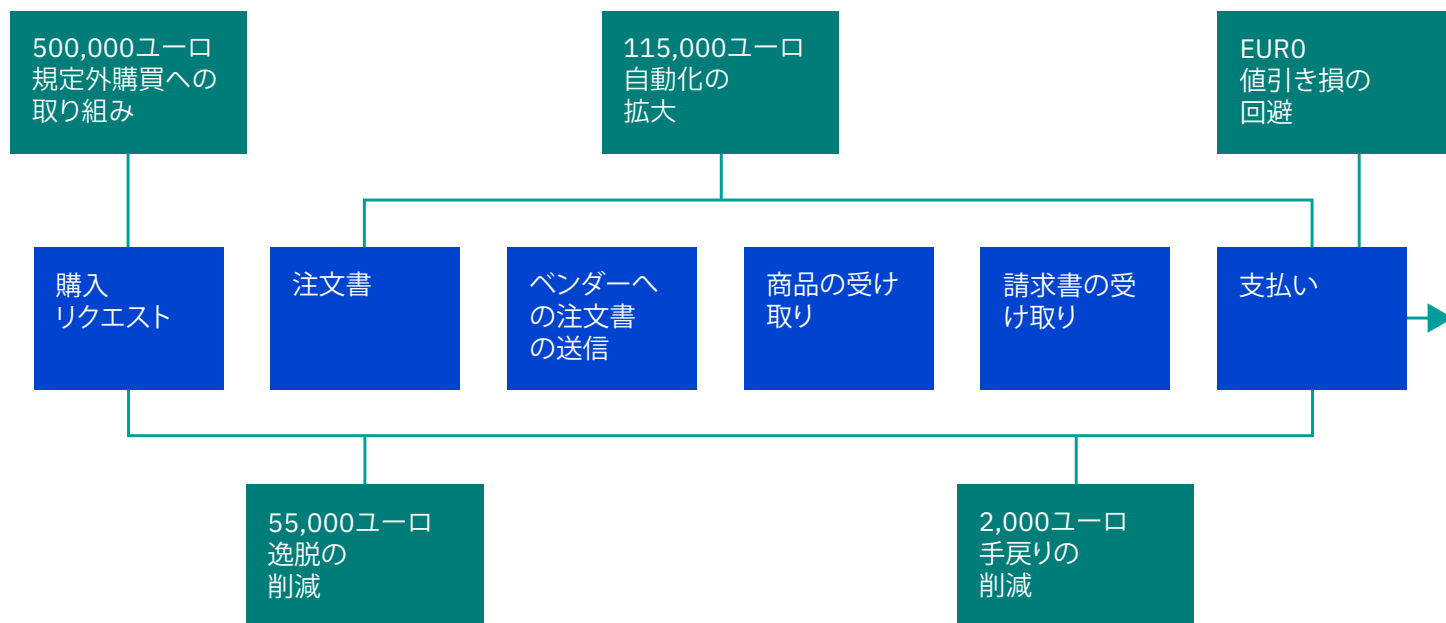 500,000ユーロ
規定外購買への
取り組み
115,000ユーロ
自動化の
拡大
EUR0
値引き損の
回避
購入
リクエスト
注文書
ベンダーへ
の注文書
の送信
商品の受け
取り
請求書の受
け取り
支払い
55,000ユーロ
逸脱の
削減
2,000ユーロ
手戻りの
削減